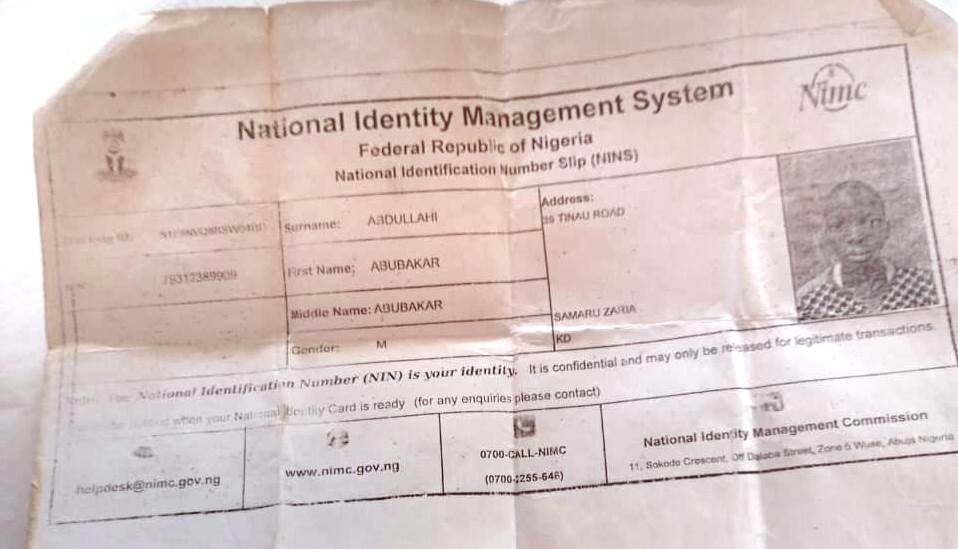 National Identity Management System
Nimc
Federal Republic of Nigeria
National Identification Number Slip (NINS)
Surname: ABDULLAHI
Address:
TINAU ROAD
First Name: ABUBAKAR
Middle Name: ABUBAKAR
SAMARU ZARIA
Gender: M
KD
National Identification Number (NIN) is your identity. It is confidential and may only be released for legitimate transactions.
when your National Identity Card is ready (for any enquiries please contact)
helpdesk@nimc.gov.ng
www.nimc.gov.ng
0700-CALL-NIMC
(0700-2255-646)
National Identity Management Commission
11, Sokode Crescent, Off Dalaba Street, Zone 5 Wuse, Abuja Nigeria